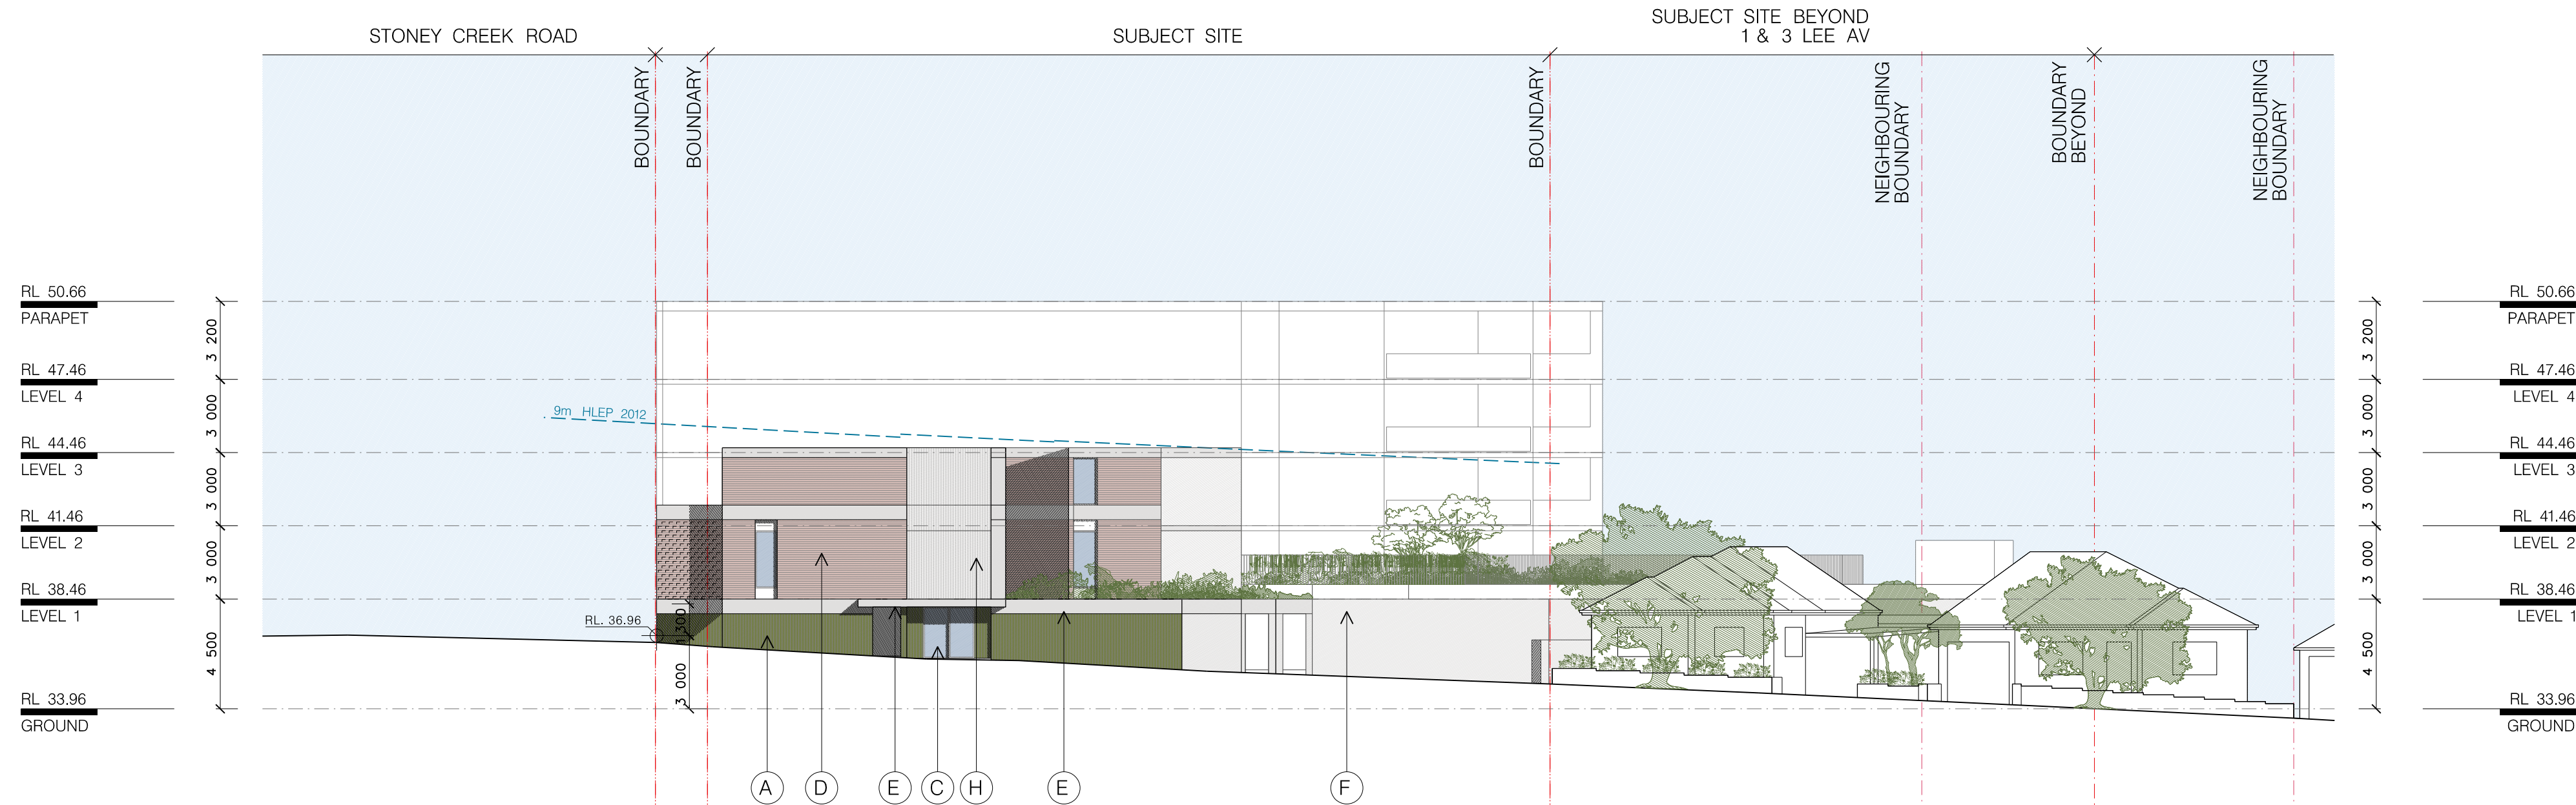 SUBJECT SITE BEYOND
STONEY CREEK ROAD
SUBJECT SITE
1 & 3 LEE AV
BOUNDARY
BOUNDARY
BOUNDARY
NEIGHBOURING
BOUNDARY
BOUNDARY
BEYOND
NEIGHBOURING
BOUNDARY
RL 50.66
PARAPET
3 200
RL 47.46
LEVEL 4
3 000
RL 44.46
LEVEL 3
3 000
RL 41.46
LEVEL 2
3 000
RL 38.46
LEVEL 1
4 500
RL 33.96
GROUND
9m HLEP 2012
RL. 36.96
1 300
3 000
RL 50.66
PARAPET
3 200
RL 47.46
LEVEL 4
3 000
RL 44.46
LEVEL 3
3 000
RL 41.46
LEVEL 2
3 000
RL 38.46
LEVEL 1
4 500
RL 33.96
GROUND
A
D
E
C
H
E
F